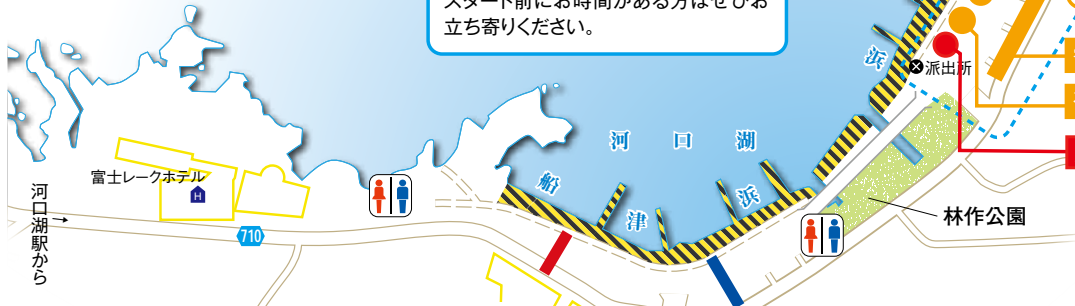 スタート前にお時間がある方はぜひお
立ち寄りください。
浜
派出所
河口湖
船津浜
富士レークホテル
H
710
河口湖駅から
林作公園